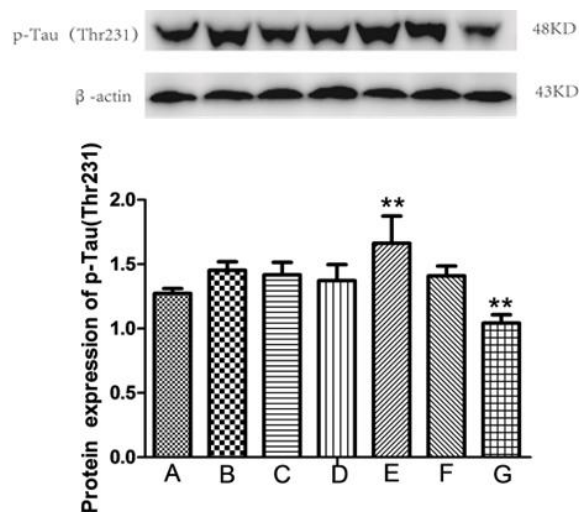 p-Tau (Thr231) 48KD
β-actin 43KD
Protein expression of p-Tau(Thr231)
2.0
1.5
1.0
0.5
0.0
**
**
A B C D E F G